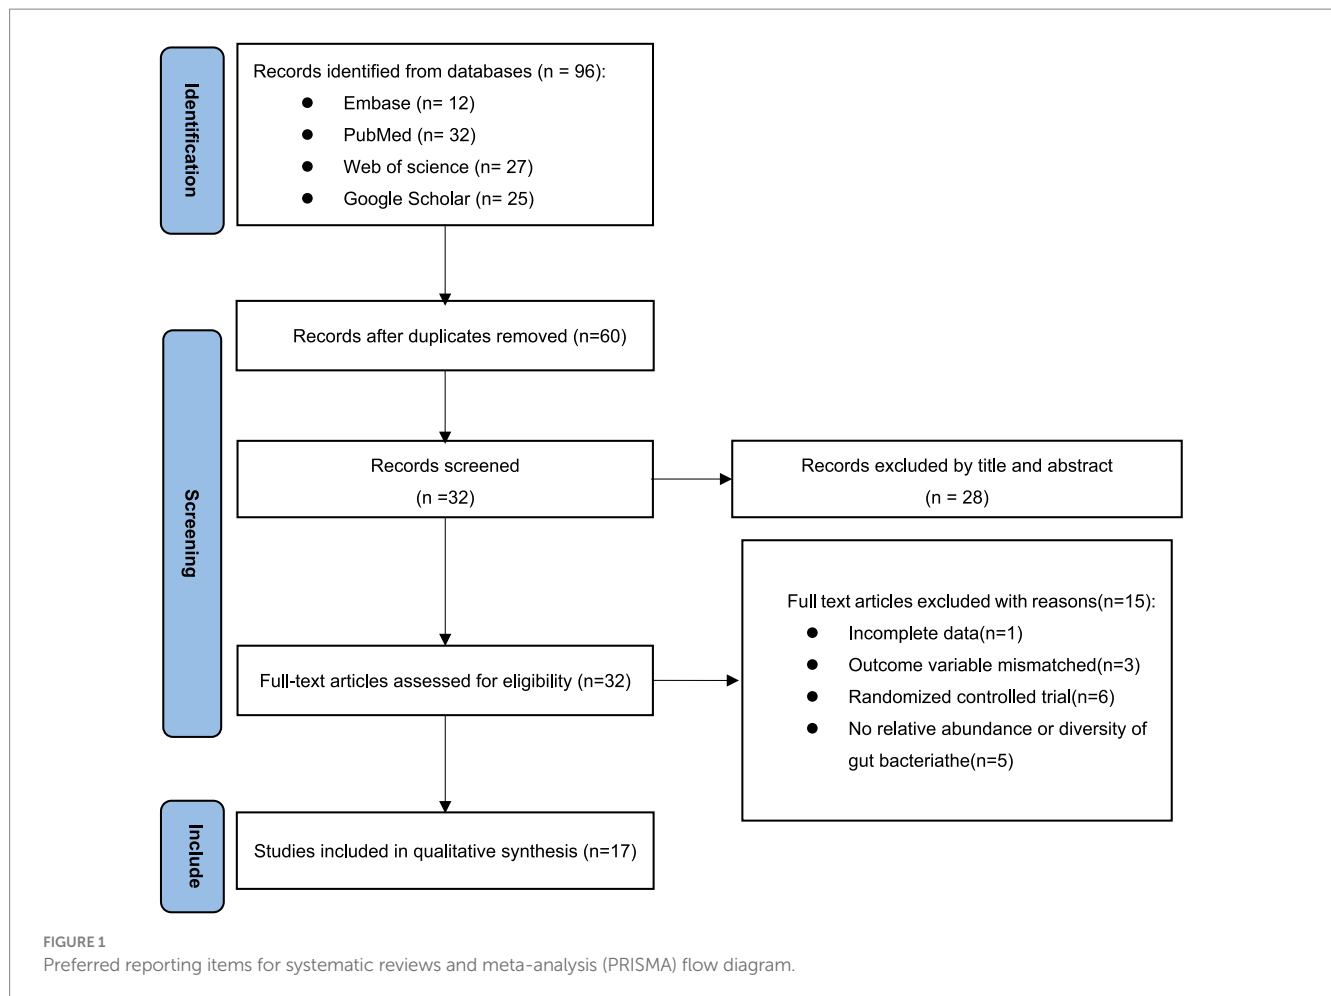 Identification
Records identified from databases (n = 96):
● Embase (n= 12)
● PubMed (n= 32)
● Web of science (n= 27)
● Google Scholar (n= 25)
Screening
Records after duplicates removed (n=60)
Records screened
(n =32)
Records excluded by title and abstract
(n = 28)
Full-text articles assessed for eligibility (n=32)
Full text articles excluded with reasons(n=15):
● Incomplete data(n=1)
● Outcome variable mismatched(n=3)
● Randomized controlled trial(n=6)
● No relative abundance or diversity of
gut bacteriathe(n=5)
Include
Studies included in qualitative synthesis (n=17)
FIGURE 1
Preferred reporting items for systematic reviews and meta-analysis (PRISMA) flow diagram.